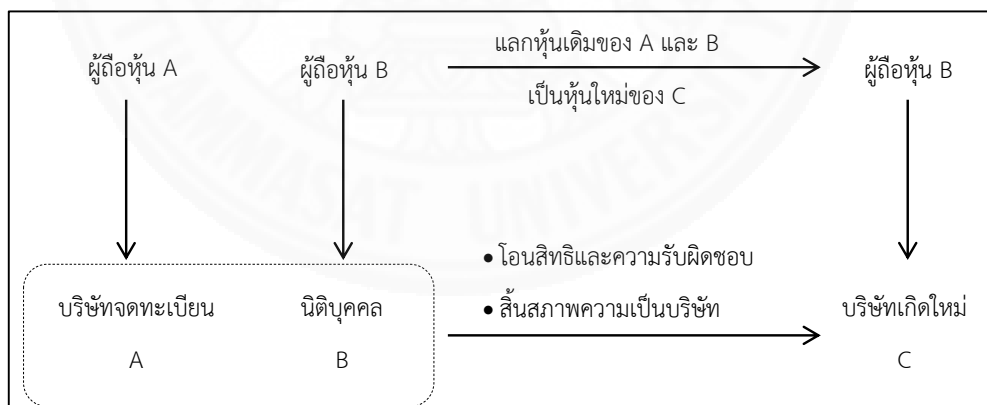 ผู้ถือหุ้น A
ผู้ถือหุ้น B
แลกหุ้นเดิมของ A และ B
เป็นหุ้นใหม่ของ C
ผู้ถือหุ้น B
• โอนสิทธิและความรับผิดชอบ
• สิ้นสภาพความเป็นบริษัท
บริษัทจดทะเบียน
A
นิติบุคคล
B
บริษัทเกิดใหม่
C
THAMMASAT UNIVERSITY